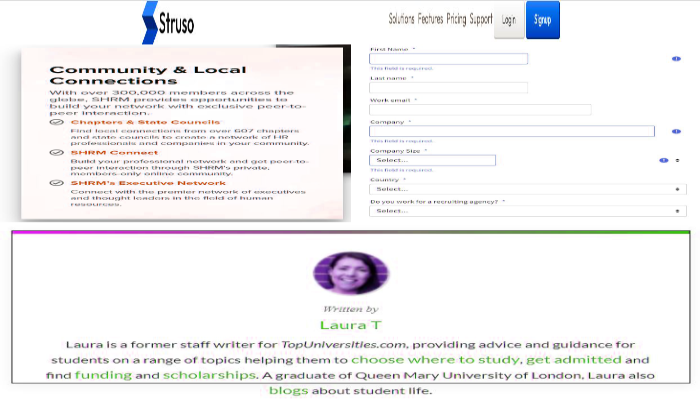 Struso
Solutions Features Pricing Support Login Signup
Community & Local
Connections
With over 300,000 members across the
globe, SHRM provides opportunities to
build your network with exclusive peer-to-
peer interaction.
Chapters & State Councils
Find local connections from over 607 chapters
and state councils to create a network of HR
professionals and companies in your community.
SHRM Connect
Build your professional network and get peer-to-
peer interaction through SHRM's private,
members-only online community.
SHRM's Executive Network
Connect with the premier network of executives
and thought leaders in the field of human
resources.
First Name *
This field is required.
Last name *
Work email *
Company *
This field is required.
Company Size *
Select...
This field is required.
Country *
Select...
Do you work for a recruiting agency? *
Select...
Written by
Laura T
Laura is a former staff writer for TopUniversities.com, providing advice and guidance for
students on a range of topics helping them to choose where to study, get admitted and
find funding and scholarships. A graduate of Queen Mary University of London, Laura also
blogs about student life.